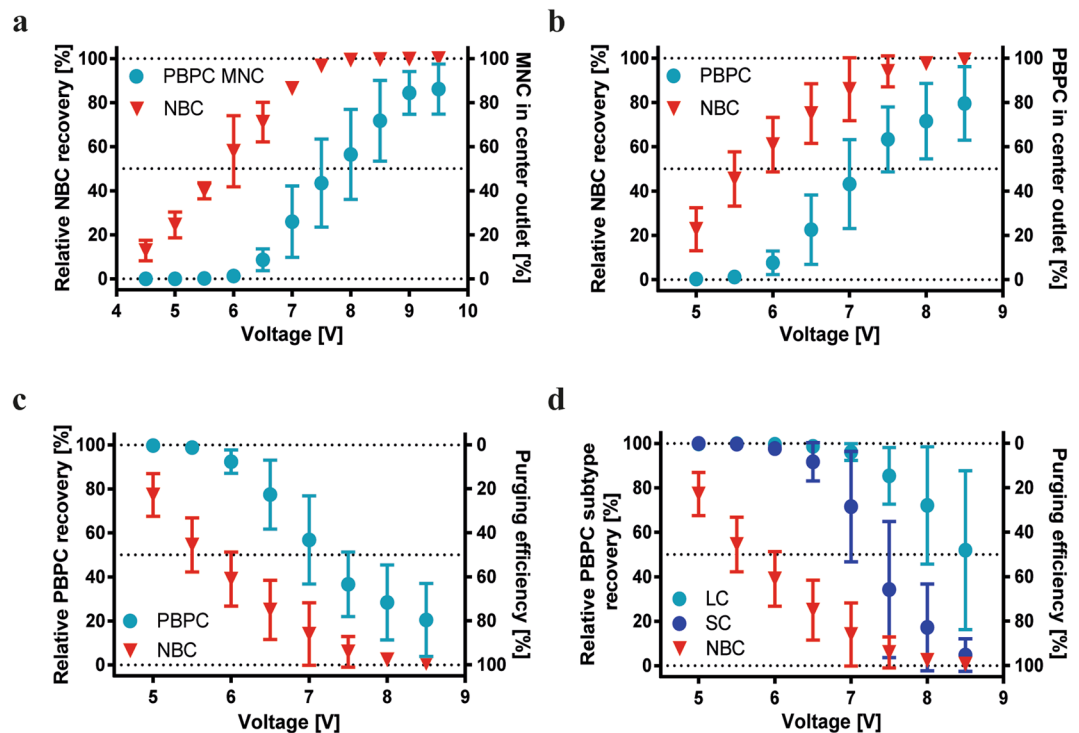 a
Relative NBC recovery [%]
100
80
60
40
20
0
PBPC MNC
NBC
100
80
60
40
20
0
MNC in
center outlet [%]
4 5 6 7 8 9 10
Voltage [V]
b
Relative NBC recovery [%]
100
80
60
40
20
0
PBPC
NBC
100
80
60
40
20
0
PBPC in
center outlet [%]
5 6 7 8 9
Voltage [V]
c
Relative PBPC recovery [%]
100
80
60
40
20
0
PBPC
NBC
0
20
40
60
80
100
Purging efficiency
[%]
5 6 7 8 9
Voltage [V]
d
Relative PBPC subtype
recovery [%]
100
80
60
40
20
0
LC
SC
NBC
0
20
40
60
80
100
Purging efficiency
[%]
5 6 7 8 9
Voltage [V]